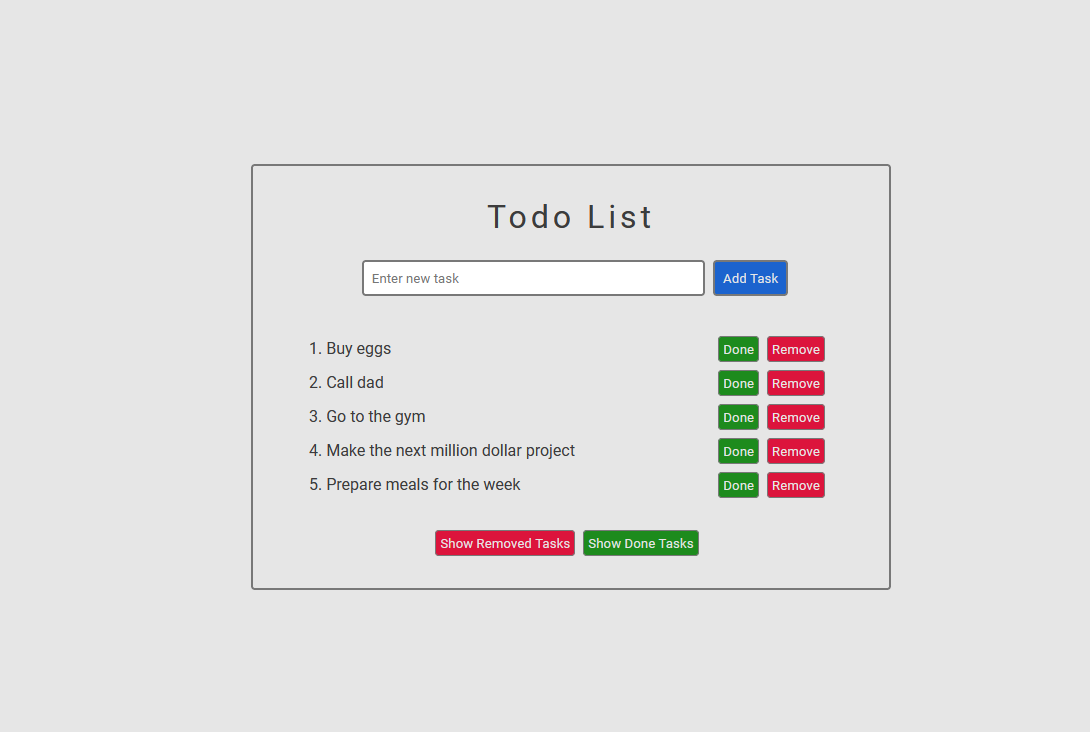 Todo List
Enter new task Add Task
1. Buy eggs Done Remove
2. Call dad Done Remove
3. Go to the gym Done Remove
4. Make the next million dollar project Done Remove
5. Prepare meals for the week Done Remove
Show Removed Tasks Show Done Tasks